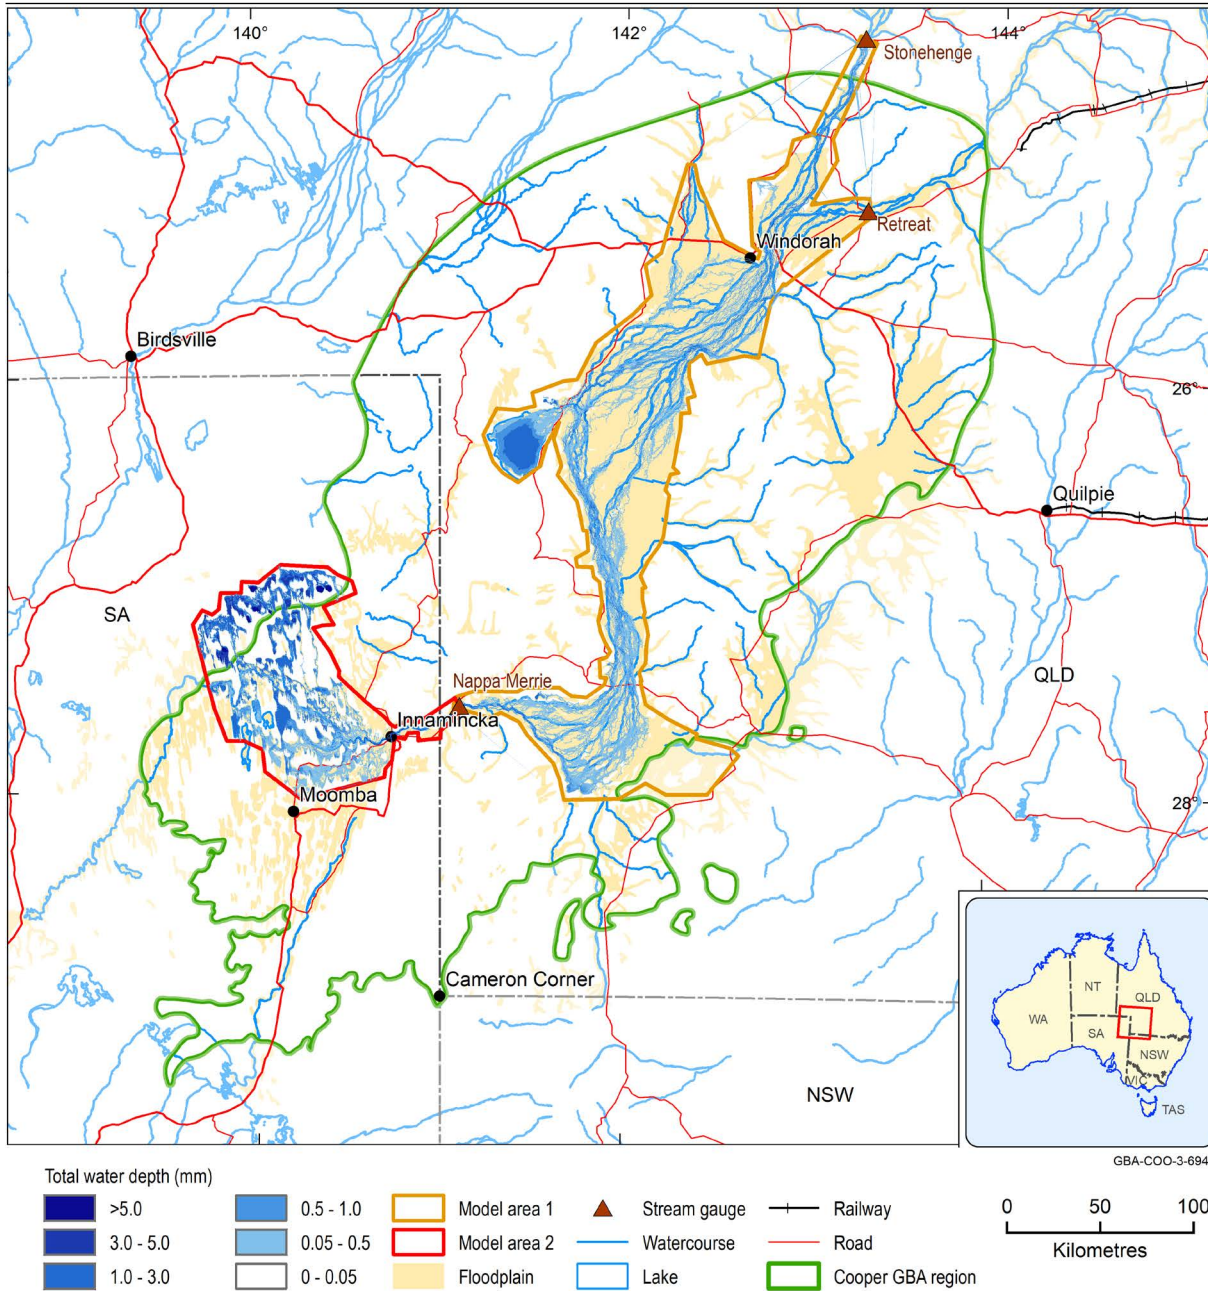 140°
142°
144°
Stonehenge
Retreat
Windorah
Birdsville
26°
Quilpie
SA
QLD
Nappa Merrie
Innamincka
Moomba
28°
Cameron Corner
NSW
NT
QLD
WA
SA
NSW
VIC
TAS
GBA-COO-3-694
Total water depth (mm)
>5.0
0.5 - 1.0
Model area 1
Stream gauge
Railway
3.0 - 5.0
0.05 - 0.5
Model area 2
Watercourse
Road
1.0 - 3.0
0 - 0.05
Floodplain
Lake
Cooper GBA region
0 50 100
Kilometres